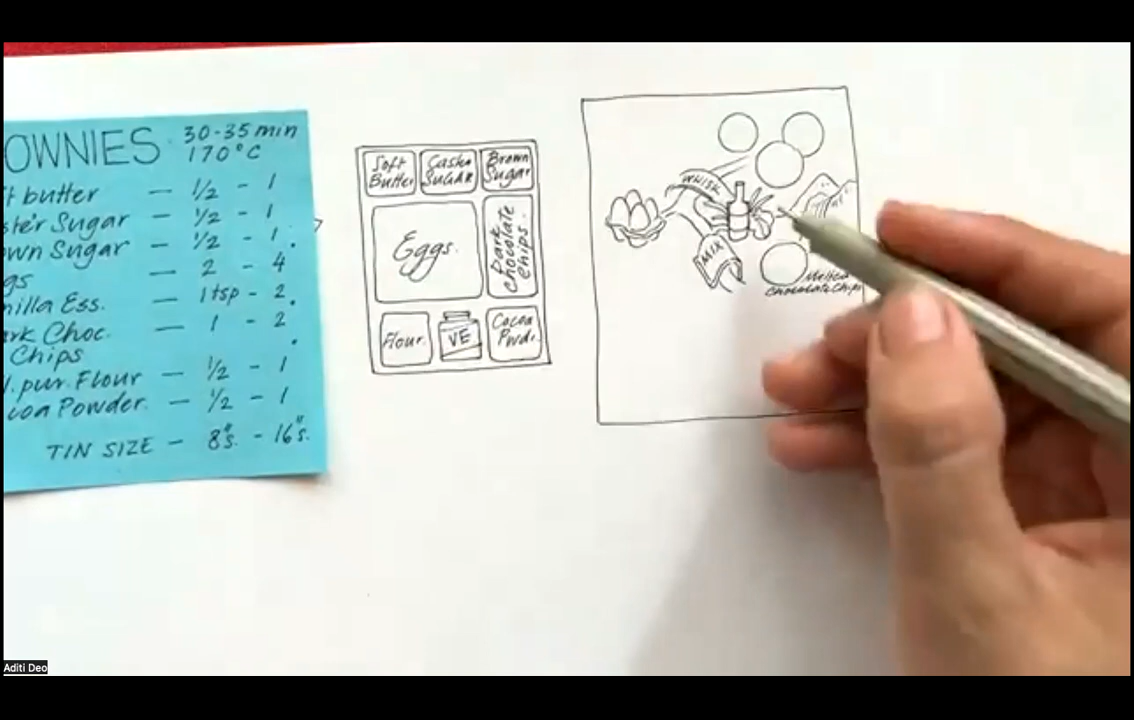 OWNIES 30-35 min
170°C
t butter — 1/2 - 1
ster Sugar — 1/2 - 1
own Sugar — 1/2 - 1.
gs — 2 - 4
nilla Ess. — 1 tsp - 2.
rk Choc. — 1 - 2
Chips .
l. pur. Flour — 1/2 - 1
coa Powder. — 1/2 - 1
TIN SIZE — 8"s. - 16"s.
Soft
Butter
Caster
SUGAR
Brown
Sugar
Eggs.
Dark
chocolate
Chips.
Flour.
VE
Cocoa
Pwdr.
WHISK
MIX
Melted
Chocolate Chips
Aditi Deo